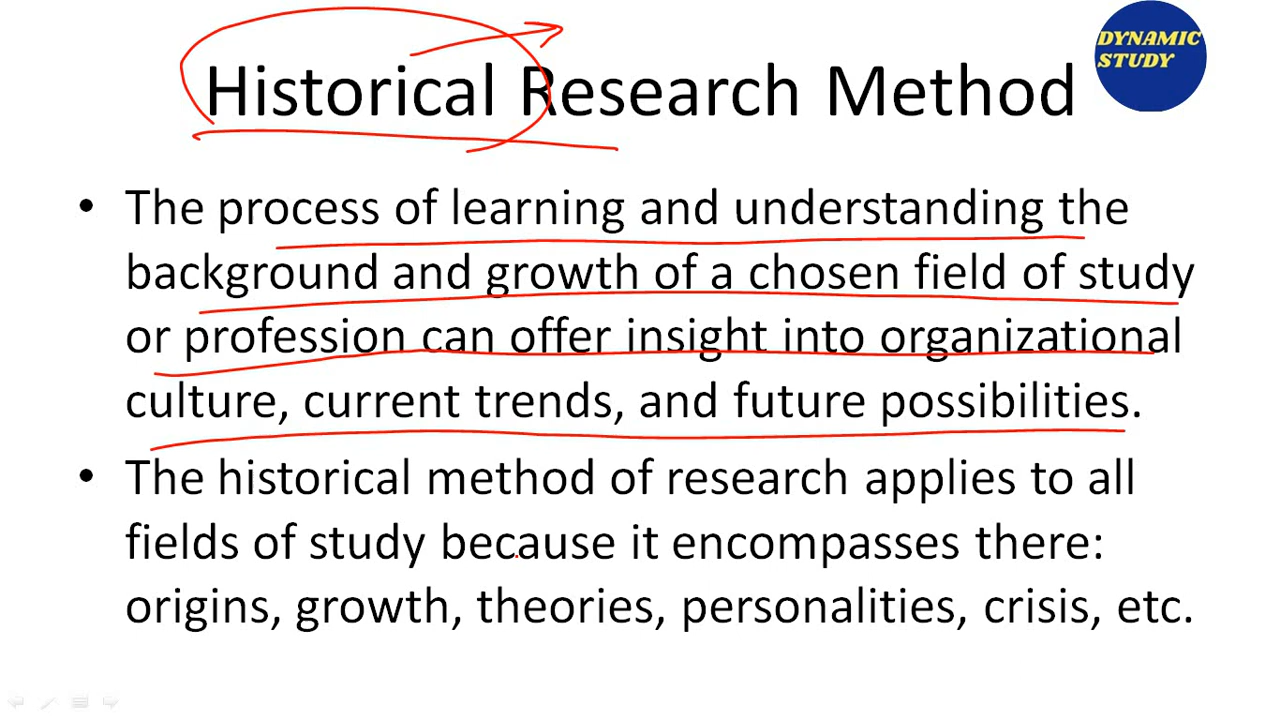 Historical Research Method
DYNAMIC
STUDY
• The process of learning and understanding the
background and growth of a chosen field of study
or profession can offer insight into organizational
culture, current trends, and future possibilities.
• The historical method of research applies to all
fields of study because it encompasses there:
origins, growth, theories, personalities, crisis, etc.